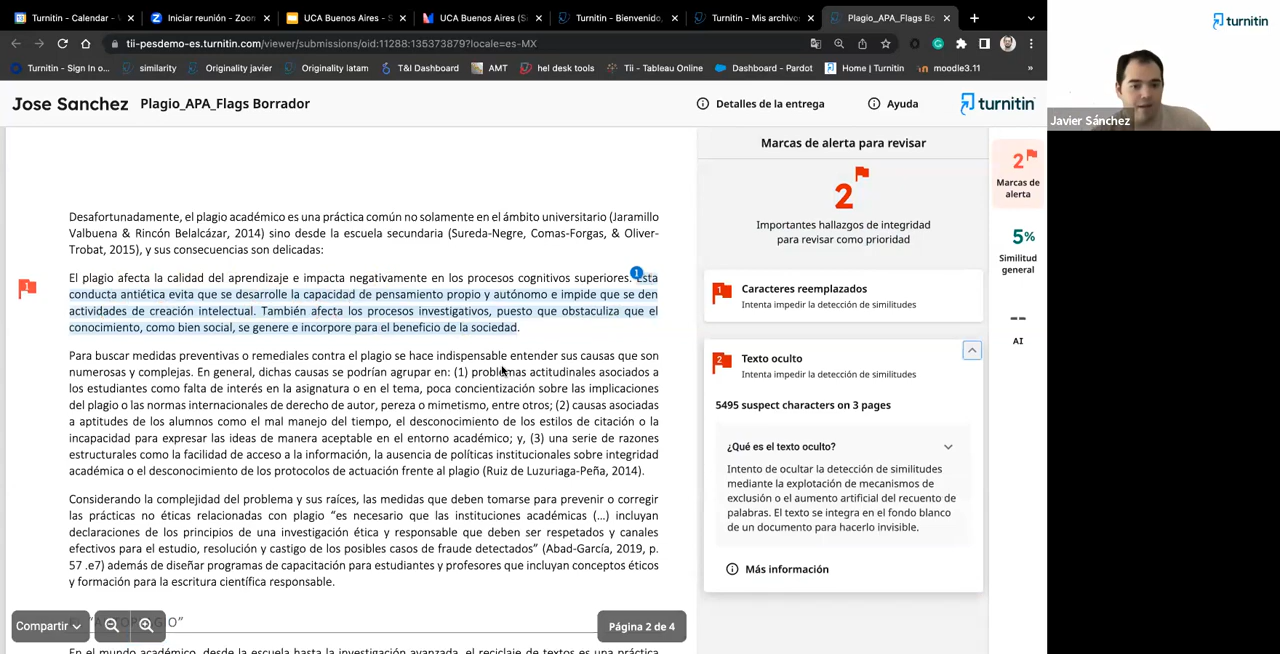 Turnitin - Calendar -
Iniciar reunión - Zoom
UCA Buenos Aires - S
UCA Buenos Aires (S
Turnitin - Bienvenido,
Turnitin - Mis archivos
Plagio_APA_Flags Bo
tii-pesdemo-es.turnitin.com/viewer/submissions/oid:11288:135373879?locale=es-MX
Turnitin - Sign In o...
similarity
Originality javier
Originality latam
T&I Dashboard
AMT
hel desk tools
Tii - Tableau Online
Dashboard - Pardot
Home | Turnitin
moodle3.11
»
turnitin
Javier Sánchez
Jose Sanchez
Plagio_APA_Flags Borrador
Detalles de la entrega
Ayuda
turnitin
Desafortunadamente, el plagio académico es una práctica común no solamente en el ámbito universitario (Jaramillo
Valbuena & Rincón Belalcázar, 2014) sino desde la escuela secundaria (Sureda-Negre, Comas-Forgas, & Oliver-
Trobat, 2015), y sus consecuencias son delicadas:
1
El plagio afecta la calidad del aprendizaje e impacta negativamente en los procesos cognitivos superiores. Esta
1
conducta antiética evita que se desarrolle la capacidad de pensamiento propio y autónomo e impide que se den
actividades de creación intelectual. También afecta los procesos investigativos, puesto que obstaculiza que el
conocimiento, como bien social, se genere e incorpore para el beneficio de la sociedad.
Para buscar medidas preventivas o remediales contra el plagio se hace indispensable entender sus causas que son
numerosas y complejas. En general, dichas causas se podrían agrupar en: (1) problemas actitudinales asociados a
los estudiantes como falta de interés en la asignatura o en el tema, poca concientización sobre las implicaciones
del plagio o las normas internacionales de derecho de autor, pereza o mimetismo, entre otros; (2) causas asociadas
a aptitudes de los alumnos como el mal manejo del tiempo, el desconocimiento de los estilos de citación o la
incapacidad para expresar las ideas de manera aceptable en el entorno académico; y, (3) una serie de razones
estructurales como la facilidad de acceso a la información, la ausencia de políticas institucionales sobre integridad
académica o el desconocimiento de los protocolos de actuación frente al plagio (Ruiz de Luzuriaga-Peña, 2014).
Considerando la complejidad del problema y sus raíces, las medidas que deben tomarse para prevenir o corregir
las prácticas no éticas relacionadas con plagio “es necesario que las instituciones académicas (...) incluyan
declaraciones de los principios de una investigación ética y responsable que deben ser respetados y canales
efectivos para el estudio, resolución y castigo de los posibles casos de fraude detectados” (Abad-García, 2019, p.
57 .e7) además de diseñar programas de capacitación para estudiantes y profesores que incluyan conceptos éticos
y formación para la escritura científica responsable.
Compartir
Página 2 de 4
En el mundo académico, desde la escuela hasta la investigación avanzada, el reciclaje de textos es una práctica
Marcas de alerta para revisar
2
Importantes hallazgos de integridad
para revisar como prioridad
1
Caracteres reemplazados
Intenta impedir la detección de similitudes
2
Texto oculto
Intenta impedir la detección de similitudes
5495 suspect characters on 3 pages
¿Qué es el texto oculto?
Intento de ocultar la detección de similitudes
mediante la explotación de mecanismos de
exclusión o el aumento artificial del recuento de
palabras. El texto se integra en el fondo blanco
de un documento para hacerlo invisible.
Más información
2
Marcas de
alerta
5%
Similitud
general
--
AI